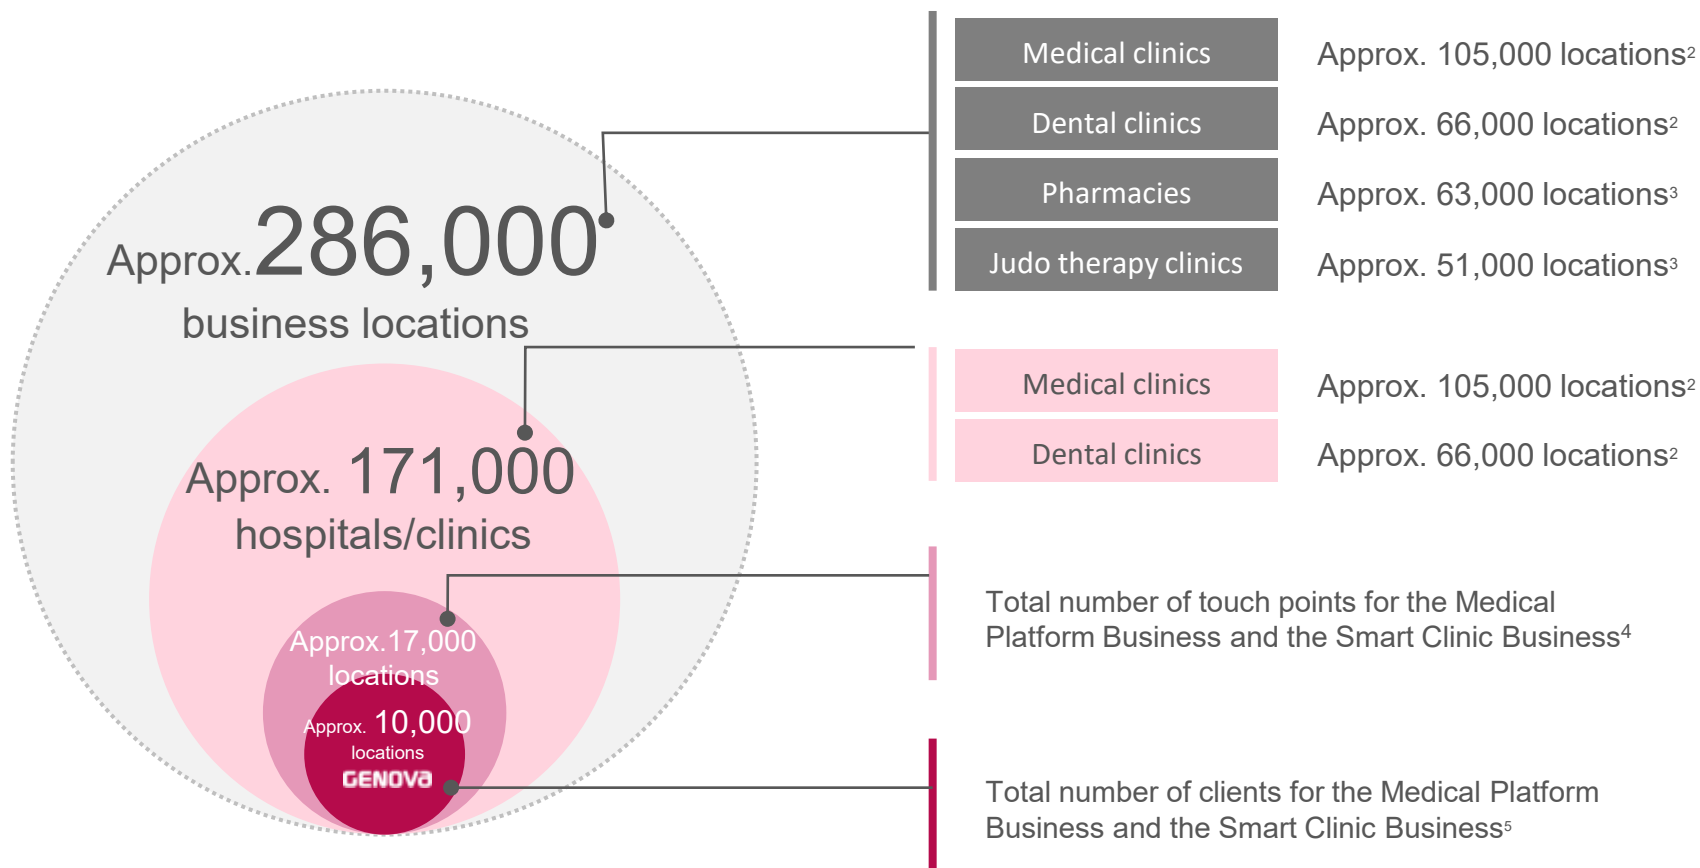 Approx.286,000
business locations
Approx. 171,000
hospitals/clinics
Approx.17,000
locations
Approx. 10,000
locations
GENOVa
Medical clinics Approx. 105,000 locations2
Dental clinics Approx. 66,000 locations2
Pharmacies Approx. 63,000 locations3
Judo therapy clinics Approx. 51,000 locations3
Medical clinics Approx. 105,000 locations2
Dental clinics Approx. 66,000 locations2
Total number of touch points for the Medical
Platform Business and the Smart Clinic Business4
Total number of clients for the Medical Platform
Business and the Smart Clinic Business5